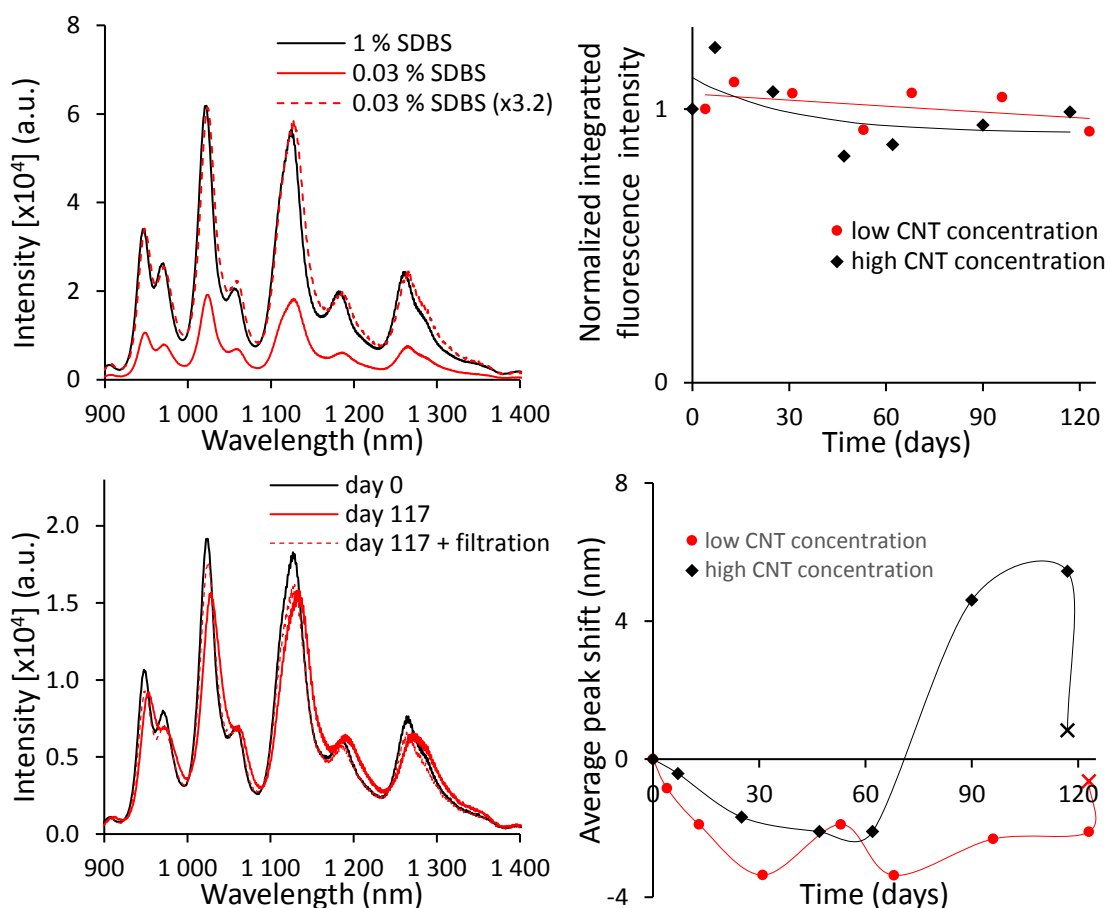 8
6
4
2
0
Intensity [x10⁴] (a.u.)
1 % SDBS
0.03 % SDBS
0.03 % SDBS (x3.2)
900 1 000 1 100 1 200 1 300 1 400
Wavelength (nm)
1
0
Normalized integratted
fluorescence intensity
low CNT concentration
high CNT concentration
0 30 60 90 120
Time (days)
2.0
1.5
1.0
0.5
0.0
Intensity [x10⁴] (a.u.)
day 0
day 117
day 117 + filtration
900 1 000 1 100 1 200 1 300 1 400
Wavelength (nm)
8
4
0
-4
Average peak shift (nm)
low CNT concentration
high CNT concentration
0 30 60 90 120
Time (days)